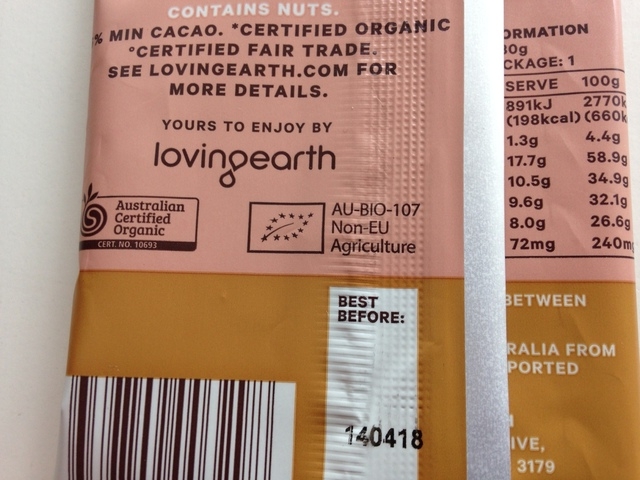 CONTAINS NUTS.
% MIN CACAO. *CERTIFIED ORGANIC
°CERTIFIED FAIR TRADE.
SEE LOVINGEARTH.COM FOR
MORE DETAILS.
YOURS TO ENJOY BY
lovingearth
Australian
Certified
Organic
CERT. NO. 10693
AU-BIO-107
Non-EU
Agriculture
BEST
BEFORE:
140418
ORMATION
30g
CKAGE: 1
SERVE 100g
891kJ 2770k
(198kcal) (660k
1.3g 4.4g
17.7g 58.9g
10.5g 34.9g
9.6g 32.1g
8.0g 26.6g
72mg 240m
BETWEEN
RALIA FROM
PORTED
IVE,
3179